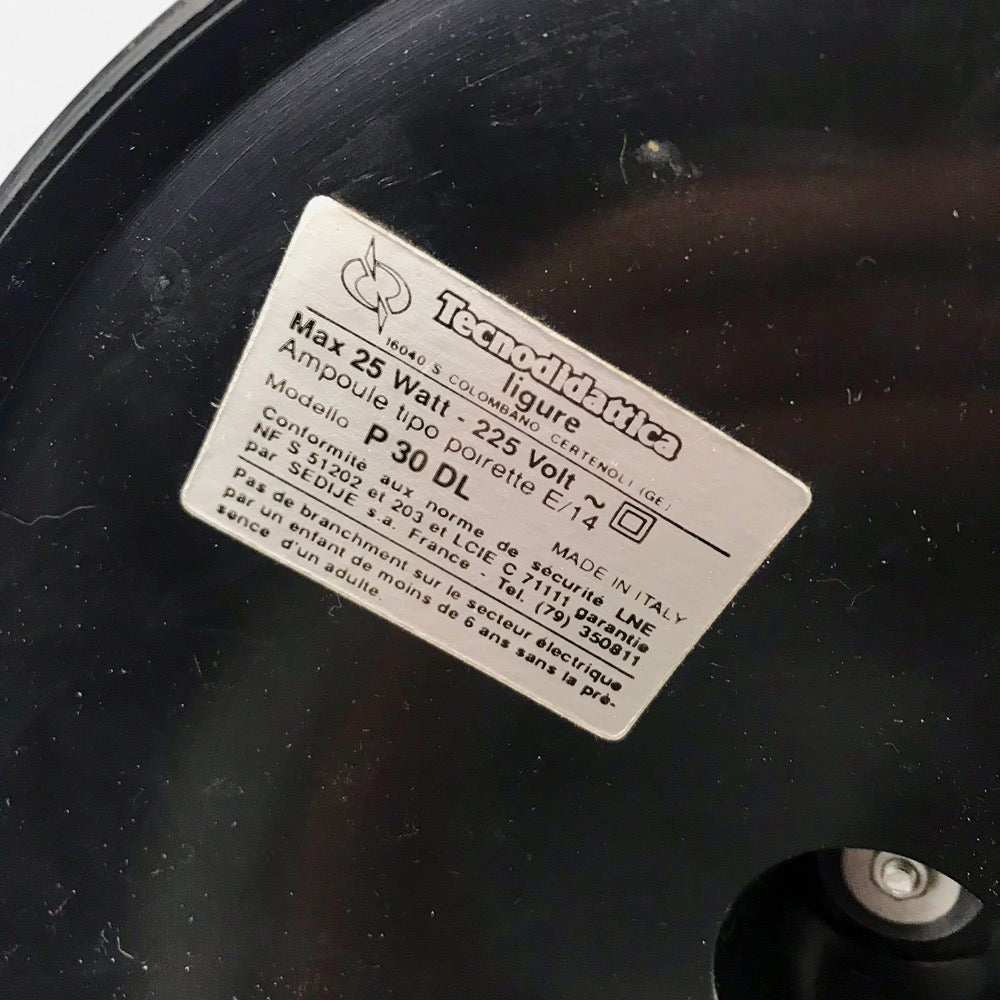 Tecnodidattica
ligure
16040 S. COLOMBANO CERTENOLI (GE)
Max 25 Watt - 225 Volt ~
Ampoule tipo poirette E/14
Modello P 30 DL
MADE IN ITALY
Conformité aux norme de sécurité LNE
NF S 51202 et 203 et LCIE C 71111 garantie
par SEDIJE s.a. France - Tel. (79) 350811
Pas de branchment sur le secteur électrique
par un enfant de moins de 6 ans sans la pré-
sence d'un adulte.